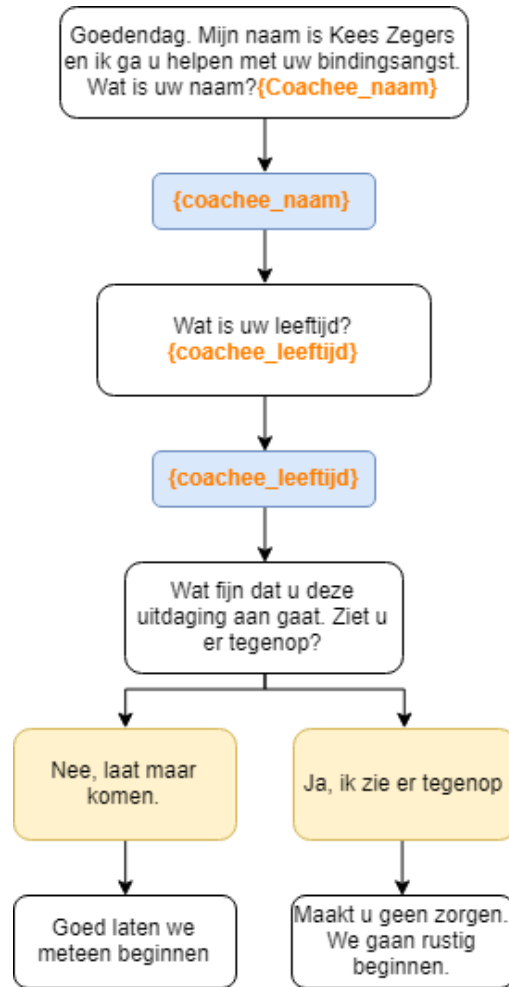 Goedendag. Mijn naam is Kees Zegers
en ik ga u helpen met uw bindingsangst.
Wat is uw naam?{Coachee_naam}
{coachee_naam}
Wat is uw leeftijd?
{coachee_leeftijd}
{coachee_leeftijd}
Wat fijn dat u deze
uitdaging aan gaat. Ziet u
er tegenop?
Nee, laat maar
komen.
Ja, ik zie er tegenop
Goed laten we
meteen beginnen
Maakt u geen zorgen.
We gaan rustig
beginnen.